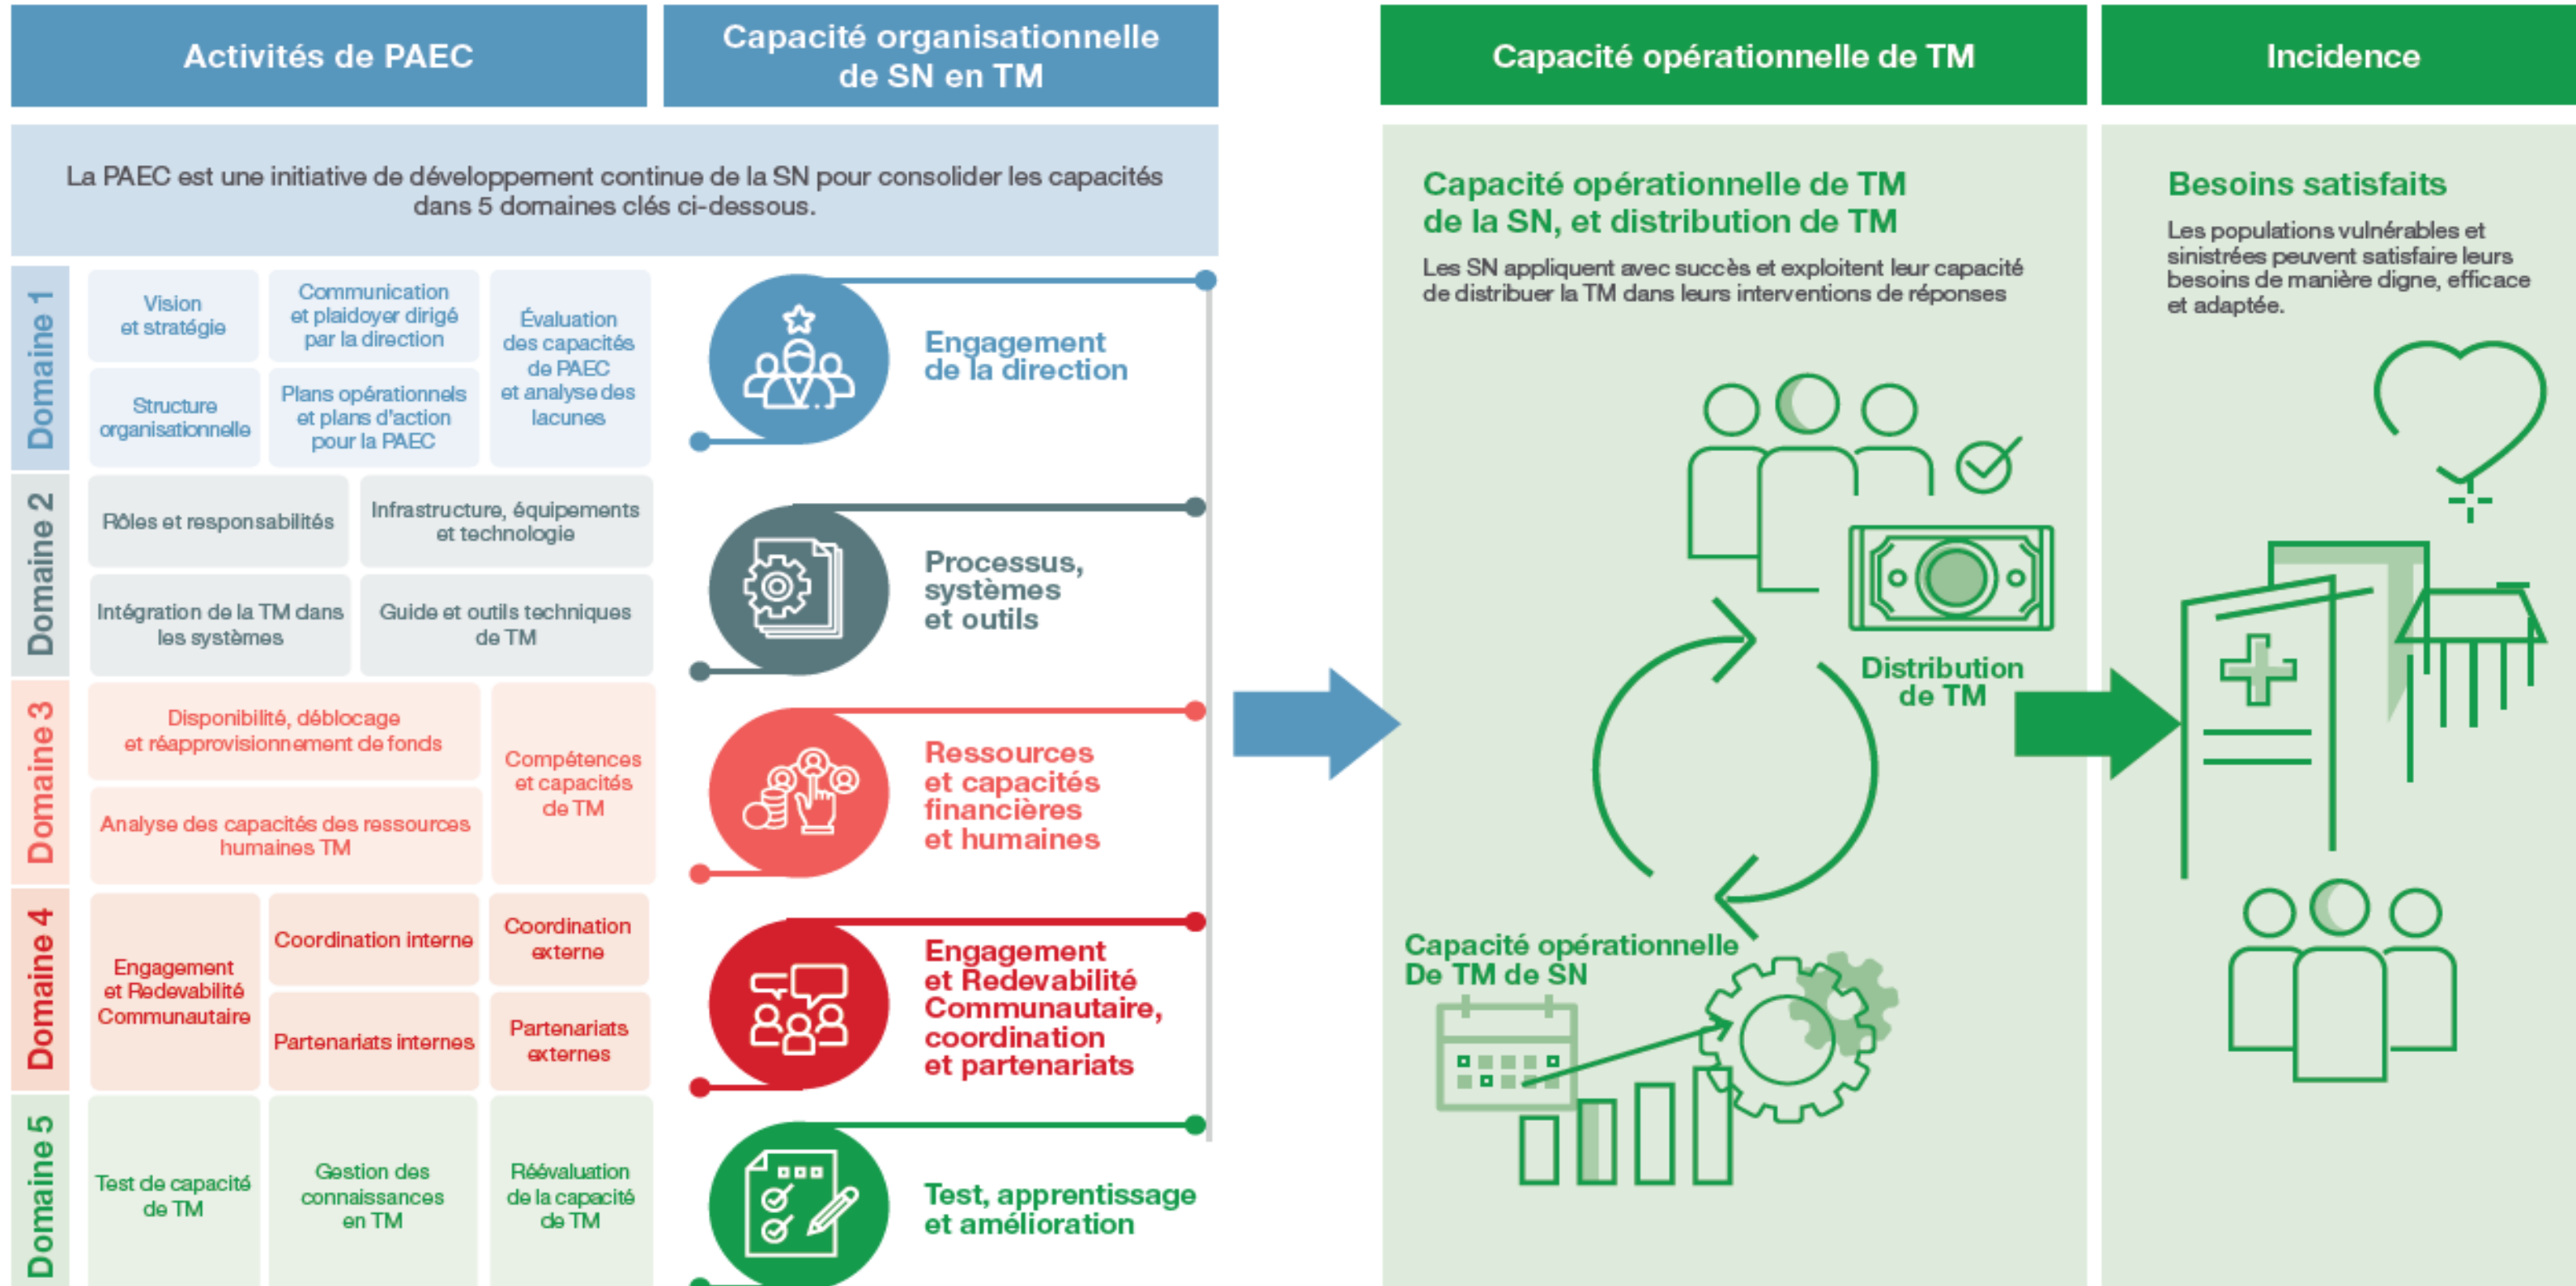 Activités de PAEC
Capacité organisationnelle
de SN en TM
Capacité opérationnelle de TM
Incidence
La PAEC est une initiative de développement continue de la SN pour consolider les capacités
dans 5 domaines clés ci-dessous.
Domaine 1
Vision
et stratégie
Communication
et plaidoyer dirigé
par la direction
Évaluation
des capacités
de PAEC
et analyse des
lacunes
Structure
organisationnelle
Plans opérationnels
et plans d'action
pour la PAEC
Engagement
de la direction
Domaine 2
Rôles et responsabilités
Infrastructure, équipements
et technologie
Intégration de la TM dans
les systèmes
Guide et outils techniques
de TM
Processus,
systèmes
et outils
Domaine 3
Disponibilité, déblocage
et réapprovisionnement de fonds
Compétences
et capacités
de TM
Analyse des capacités des ressources
humaines TM
Ressources
et capacités
financières
et humaines
Domaine 4
Engagement
et Redevabilité
Communautaire
Coordination interne
Coordination
externe
Partenariats internes
Partenariats
externes
Engagement
et Redevabilité
Communautaire,
coordination
et partenariats
Domaine 5
Test de capacité
de TM
Gestion des
connaissances
en TM
Réévaluation
de la capacité
de TM
Test, apprentissage
et amélioration
Capacité opérationnelle de TM
de la SN, et distribution de TM
Les SN appliquent avec succès et exploitent leur capacité
de distribuer la TM dans leurs interventions de réponses
Distribution
de TM
Capacité opérationnelle
De TM de SN
Besoins satisfaits
Les populations vulnérables et
sinistrées peuvent satisfaire leurs
besoins de manière digne, efficace
et adaptée.